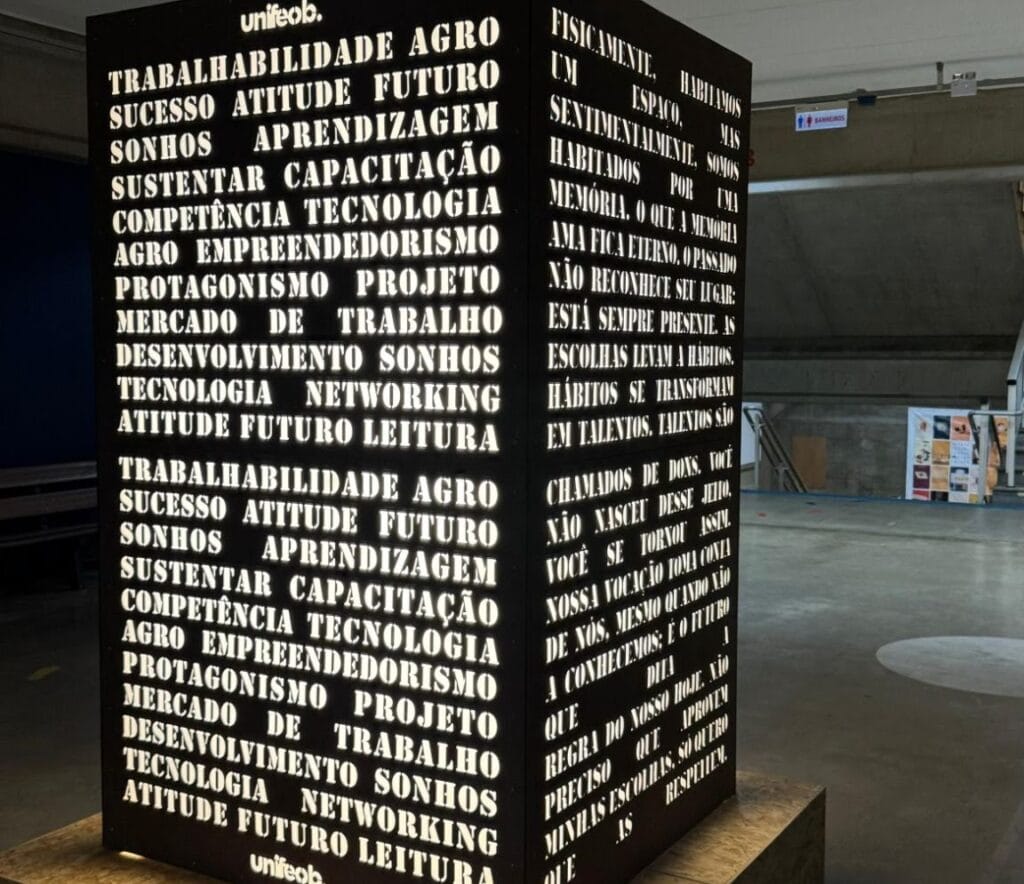 unifeob.
TRABALHABILIDADE AGRO
SUCESSO ATITUDE FUTURO
SONHOS APRENDIZAGEM
SUSTENTAR CAPACITAÇÃO
COMPETÊNCIA TECNOLOGIA
AGRO EMPREENDEDORISMO
PROTAGONISMO PROJETO
MERCADO DE TRABALHO
DESENVOLVIMENTO SONHOS
TECNOLOGIA NETWORKING
ATITUDE FUTURO LEITURA
TRABALHABILIDADE AGRO
SUCESSO ATITUDE FUTURO
SONHOS APRENDIZAGEM
SUSTENTAR CAPACITAÇÃO
COMPETÊNCIA TECNOLOGIA
AGRO EMPREENDEDORISMO
PROTAGONISMO PROJETO
MERCADO DE TRABALHO
DESENVOLVIMENTO SONHOS
TECNOLOGIA NETWORKING
ATITUDE FUTURO LEITURA
unifeob.
FISICAMENTE, HABITAMOS
UM ESPAÇO, MAS
SENTIMENTALMENTE, SOMOS
HABITADOS POR UMA
MEMÓRIA. O QUE A MEMÓRIA
AMA FICA ETERNO. O PASSADO
NÃO RECONHECE SEU LUGAR:
ESTÁ SEMPRE PRESENTE. AS
ESCOLHAS LEVAM A HÁBITOS.
HÁBITOS SE TRANSFORMAM
EM TALENTOS. TALENTOS SÃO
CHAMADOS DE DONS. VOCÊ
NÃO NASCEU DESSE JEITO,
VOCÊ SE TORNOU ASSIM.
NOSSA VOCAÇÃO TOMA CONTA
DE NÓS, MESMO QUANDO NÃO
A CONHECEMOS; É O FUTURO
QUE DITA A
REGRA DO NOSSO HOJE. NÃO
PRECISO QUE APROVEM
MINHAS ESCOLHAS, SÓ QUERO
QUE AS RESPEITEM.
BANHEIROS